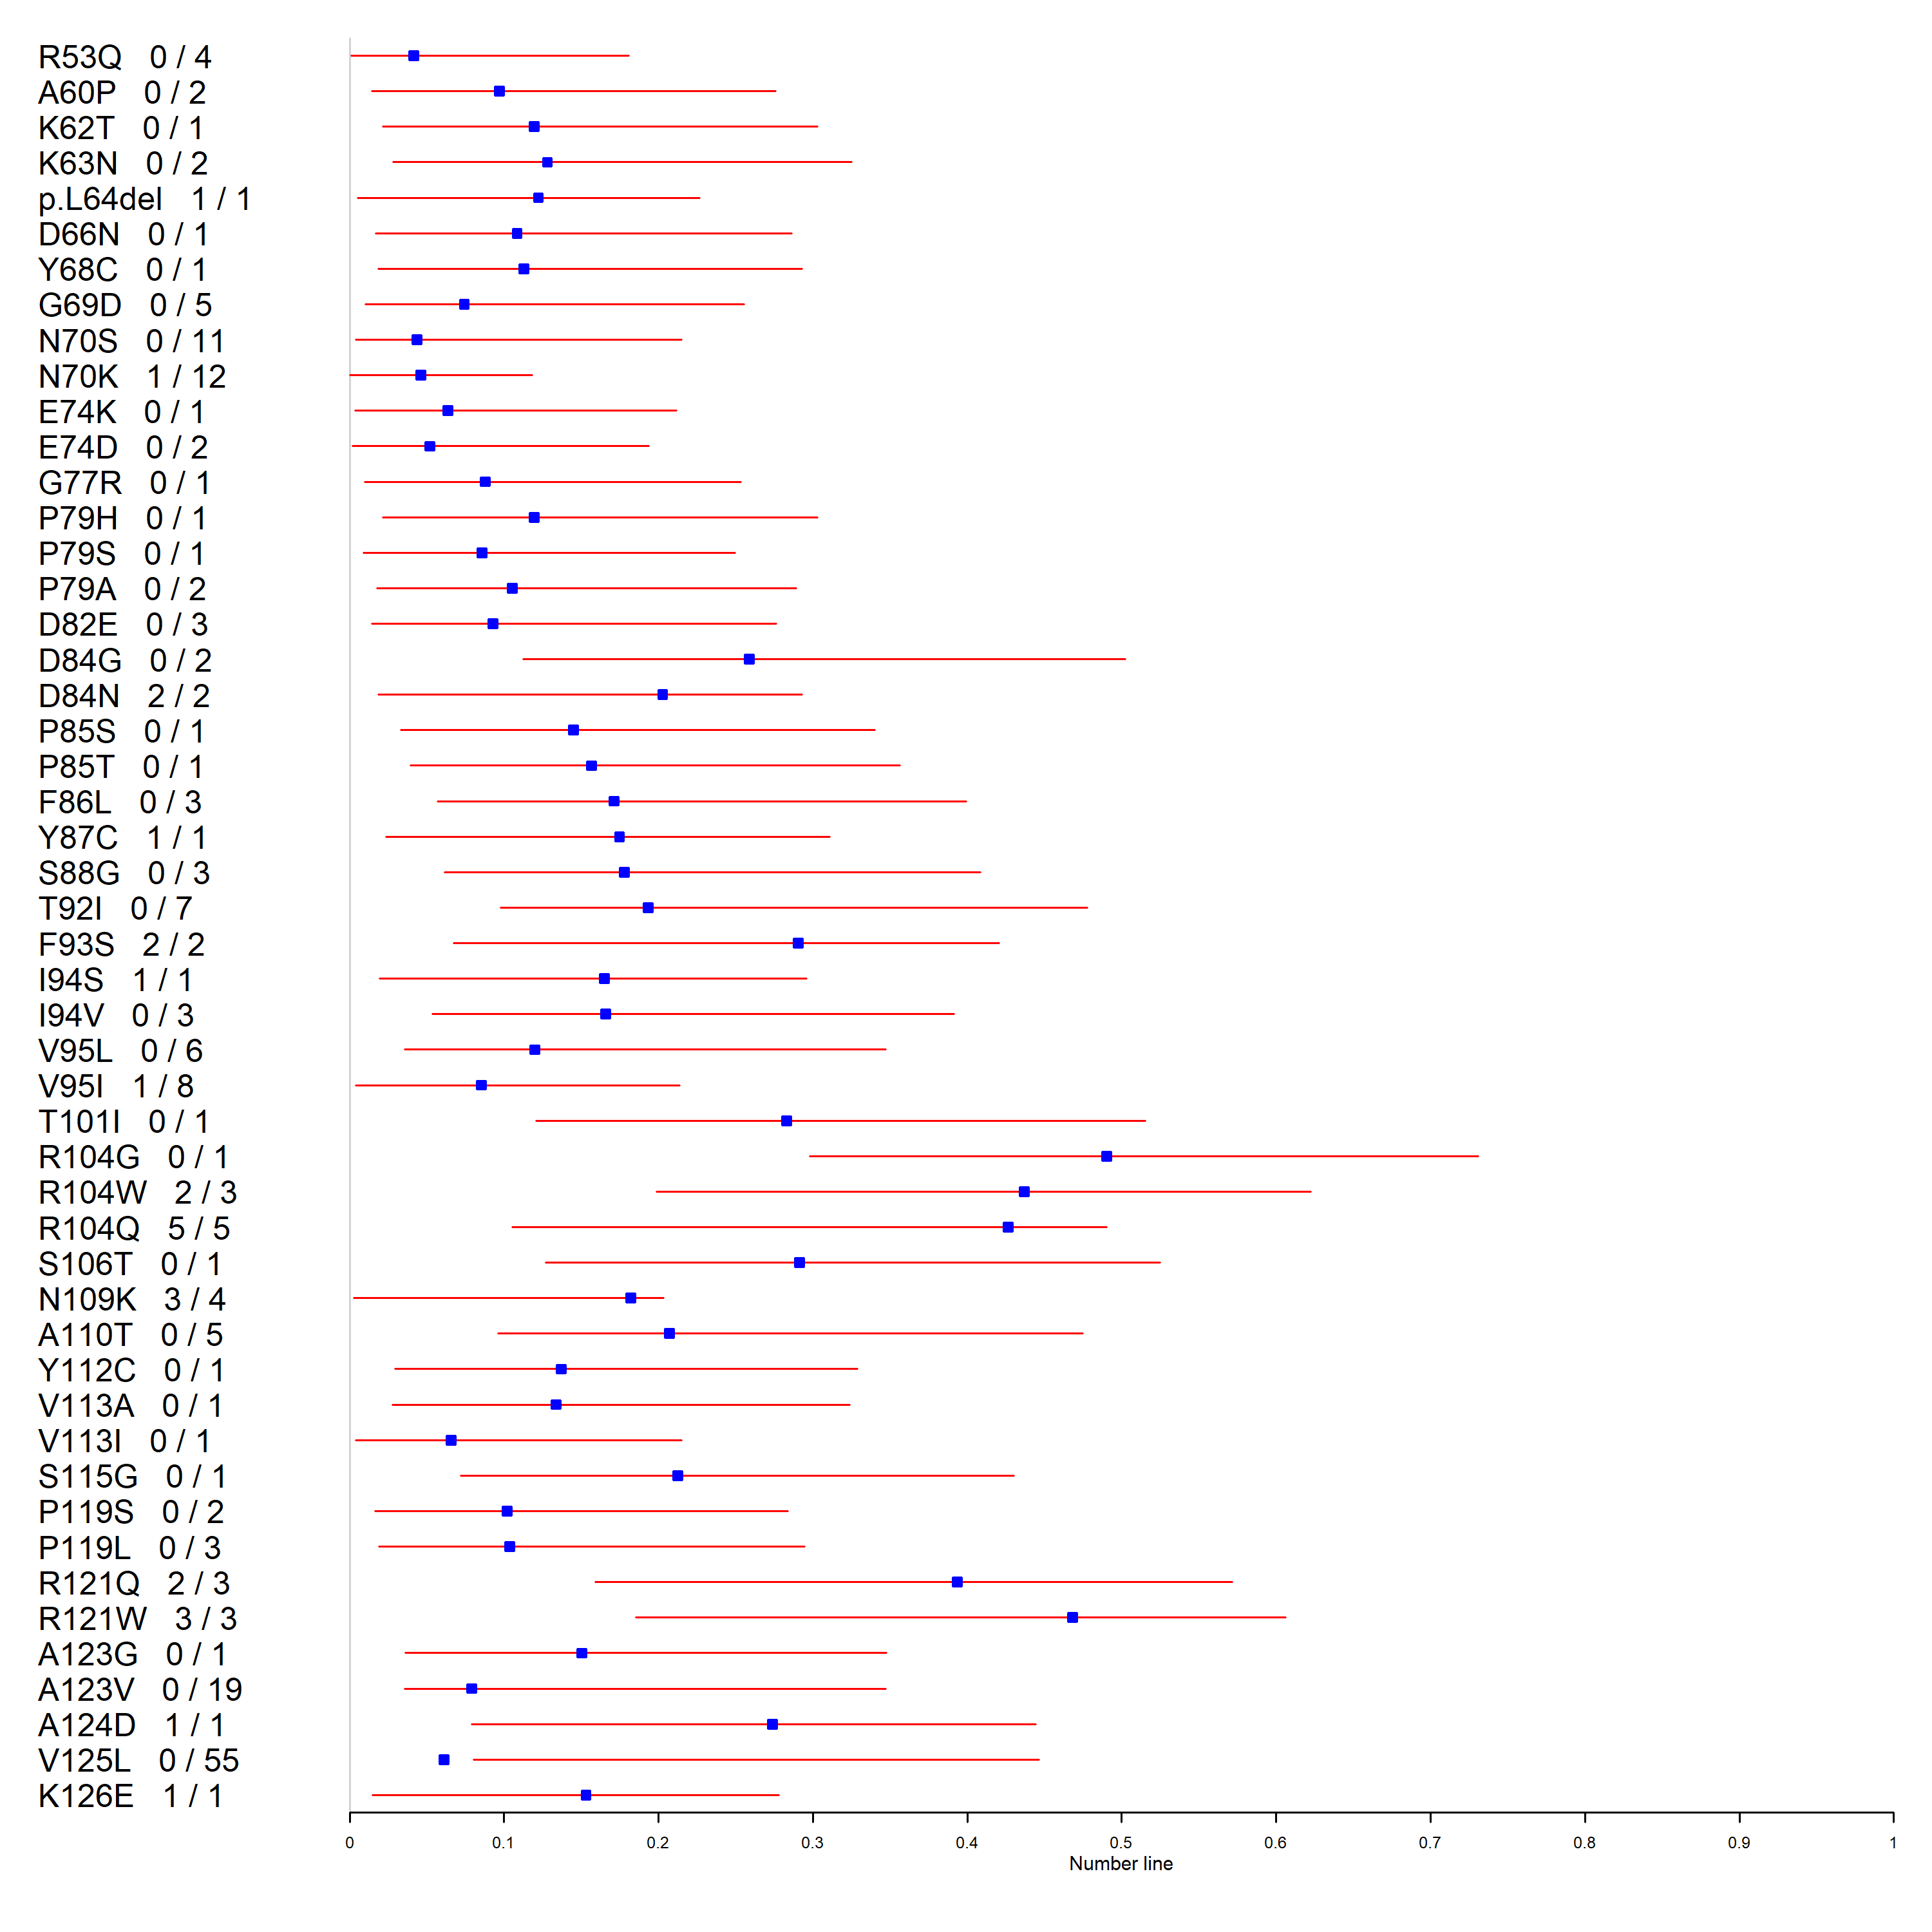 R53Q 0 / 4
A60P 0 / 2
K62T 0 / 1
K63N 0 / 2
p.L64del 1 / 1
D66N 0 / 1
Y68C 0 / 1
G69D 0 / 5
N70S 0 / 11
N70K 1 / 12
E74K 0 / 1
E74D 0 / 2
G77R 0 / 1
P79H 0 / 1
P79S 0 / 1
P79A 0 / 2
D82E 0 / 3
D84G 0 / 2
D84N 2 / 2
P85S 0 / 1
P85T 0 / 1
F86L 0 / 3
Y87C 1 / 1
S88G 0 / 3
T92I 0 / 7
F93S 2 / 2
I94S 1 / 1
I94V 0 / 3
V95L 0 / 6
V95I 1 / 8
T101I 0 / 1
R104G 0 / 1
R104W 2 / 3
R104Q 5 / 5
S106T 0 / 1
N109K 3 / 4
A110T 0 / 5
Y112C 0 / 1
V113A 0 / 1
V113I 0 / 1
S115G 0 / 1
P119S 0 / 2
P119L 0 / 3
R121Q 2 / 3
R121W 3 / 3
A123G 0 / 1
A123V 0 / 19
A124D 1 / 1
V125L 0 / 55
K126E 1 / 1
0 0.1 0.2 0.3 0.4 0.5 0.6 0.7 0.8 0.9 1
Number line